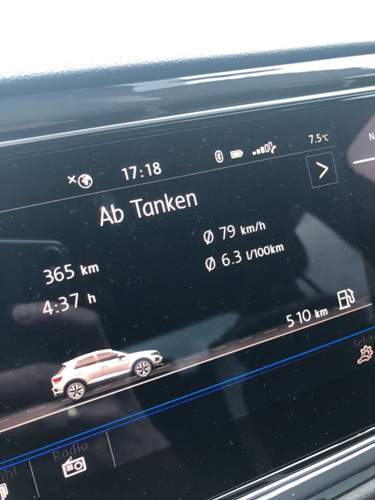 17:18
7.5°C
Ab Tanken
365 km
Ø 79 km/h
4:37 h
Ø 6.3 l/100km
510 km
Radio